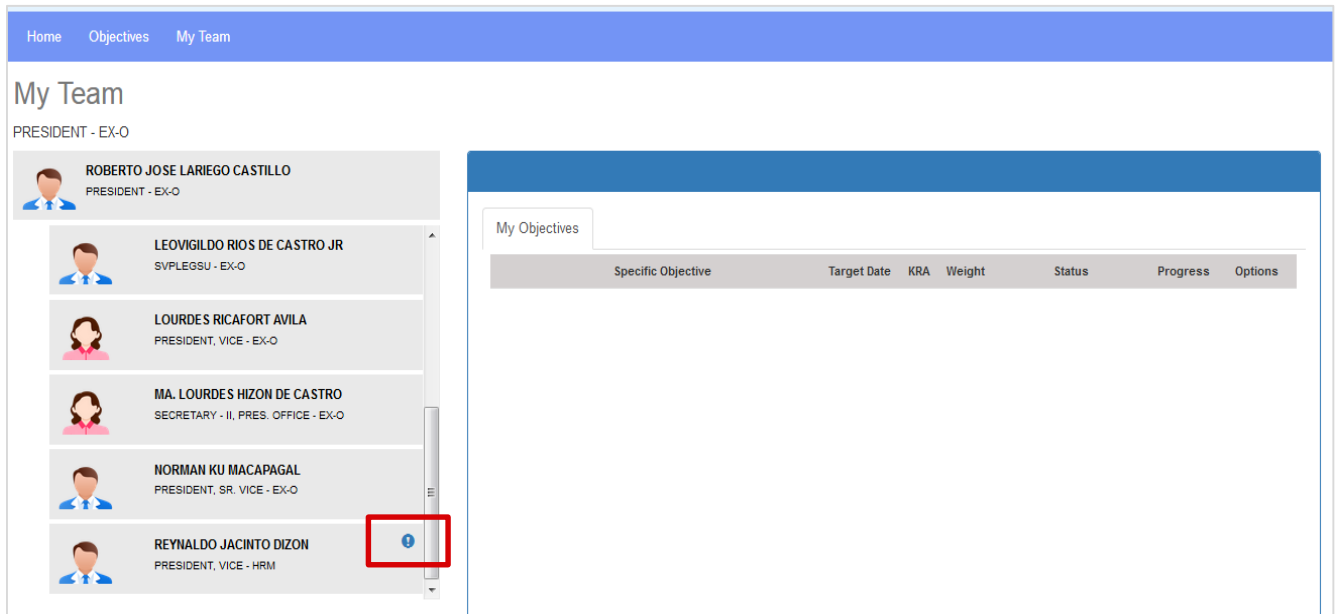 Home Objectives My Team
My Team
PRESIDENT - EX-O
ROBERTO JOSE LARIEGO CASTILLO
PRESIDENT - EX-O
LEOVIGILDO RIOS DE CASTRO JR
SVPLEGSU - EX-O
LOURDES RICAFORT AVILA
PRESIDENT, VICE - EX-O
MA. LOURDES HIZON DE CASTRO
SECRETARY - II, PRES. OFFICE - EX-O
NORMAN KU MACAPAGAL
PRESIDENT, SR. VICE - EX-O
REYNALDO JACINTO DIZON
PRESIDENT, VICE - HRM
My Objectives
Specific Objective Target Date KRA Weight Status Progress Options